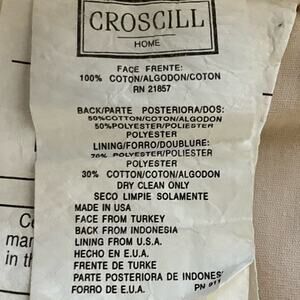 CROSCILL
HOME
FACE FRENTE:
100% COTON/ALGODON/COTON
RN 21857
BACK/PARTE POSTERIORA/DOS:
50%COTTON/COTON/ALGODON
50%POLYESTER/POLIESTER
POLYESTER
LINING/FORRO/DOUBLURE:
70% POLYESTER/POLIESTER
POLYESTER
30% COTTON/COTON/ALGODON
DRY CLEAN ONLY
SECO LIMPIE SOLAMENTE
MADE IN USA
FACE FROM TURKEY
BACK FROM INDONESIA
LINING FROM U.S.A.
HECHO EN E.U.A.
FRENTE DE TURKE
PARTE POSTERIORA DE INDONES
FORRO DE E.U.A.
in th